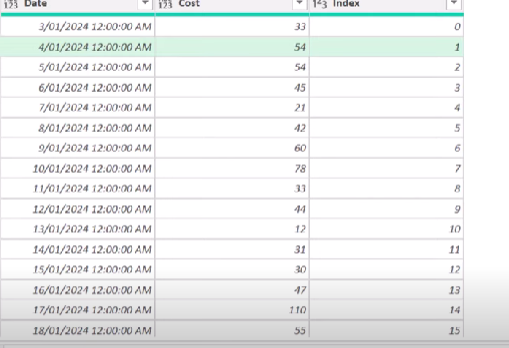 Date Cost 1²3 Index
3/01/2024 12:00:00 AM 33 0
4/01/2024 12:00:00 AM 54 1
5/01/2024 12:00:00 AM 54 2
6/01/2024 12:00:00 AM 45 3
7/01/2024 12:00:00 AM 21 4
8/01/2024 12:00:00 AM 42 5
9/01/2024 12:00:00 AM 60 6
10/01/2024 12:00:00 AM 78 7
11/01/2024 12:00:00 AM 33 8
12/01/2024 12:00:00 AM 44 9
13/01/2024 12:00:00 AM 12 10
14/01/2024 12:00:00 AM 31 11
15/01/2024 12:00:00 AM 30 12
16/01/2024 12:00:00 AM 47 13
17/01/2024 12:00:00 AM 110 14
18/01/2024 12:00:00 AM 55 15